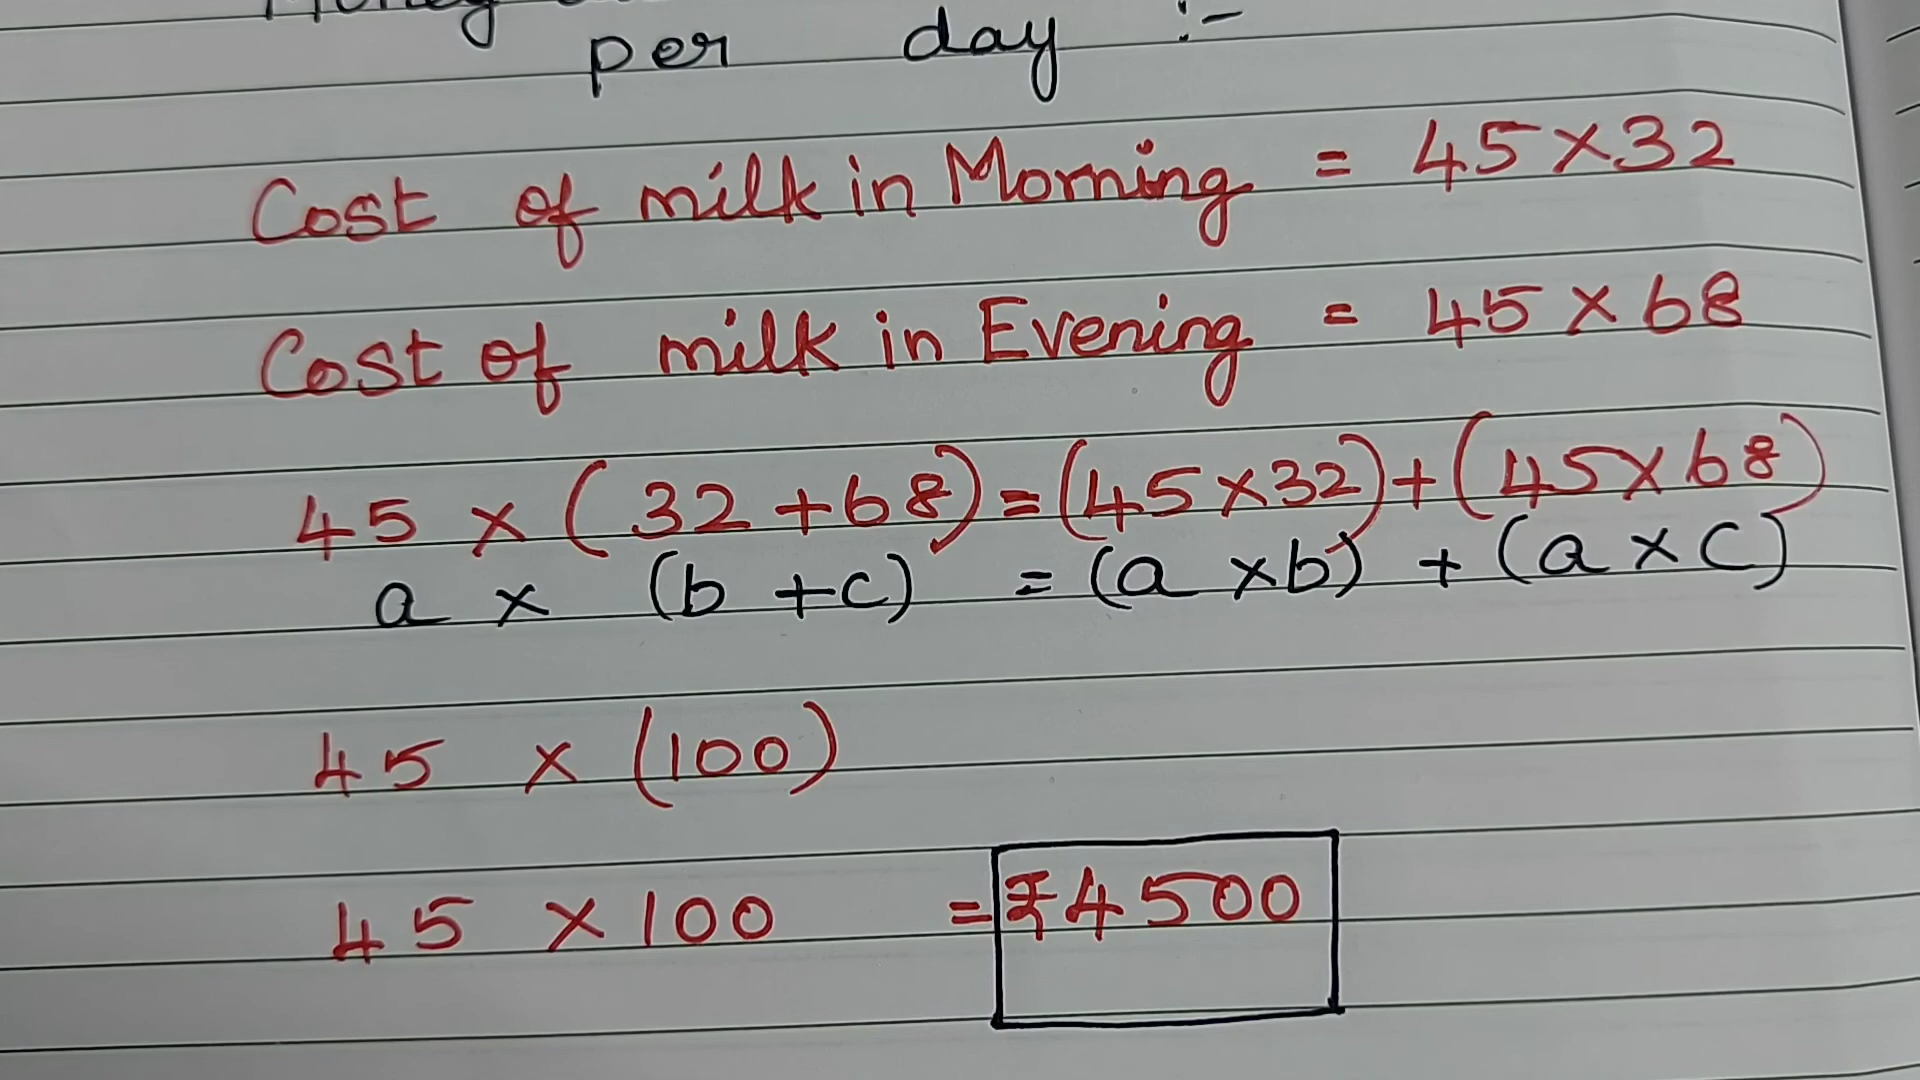 Money
per day :-
Cost of milk in Morning = 45 × 32
Cost of milk in Evening = 45 × 68
45 × ( 32 + 68 ) = (45 × 32) + (45 × 68)
a × (b + c) = (a × b) + (a × c)
45 × (100)
45 × 100 = ₹4500